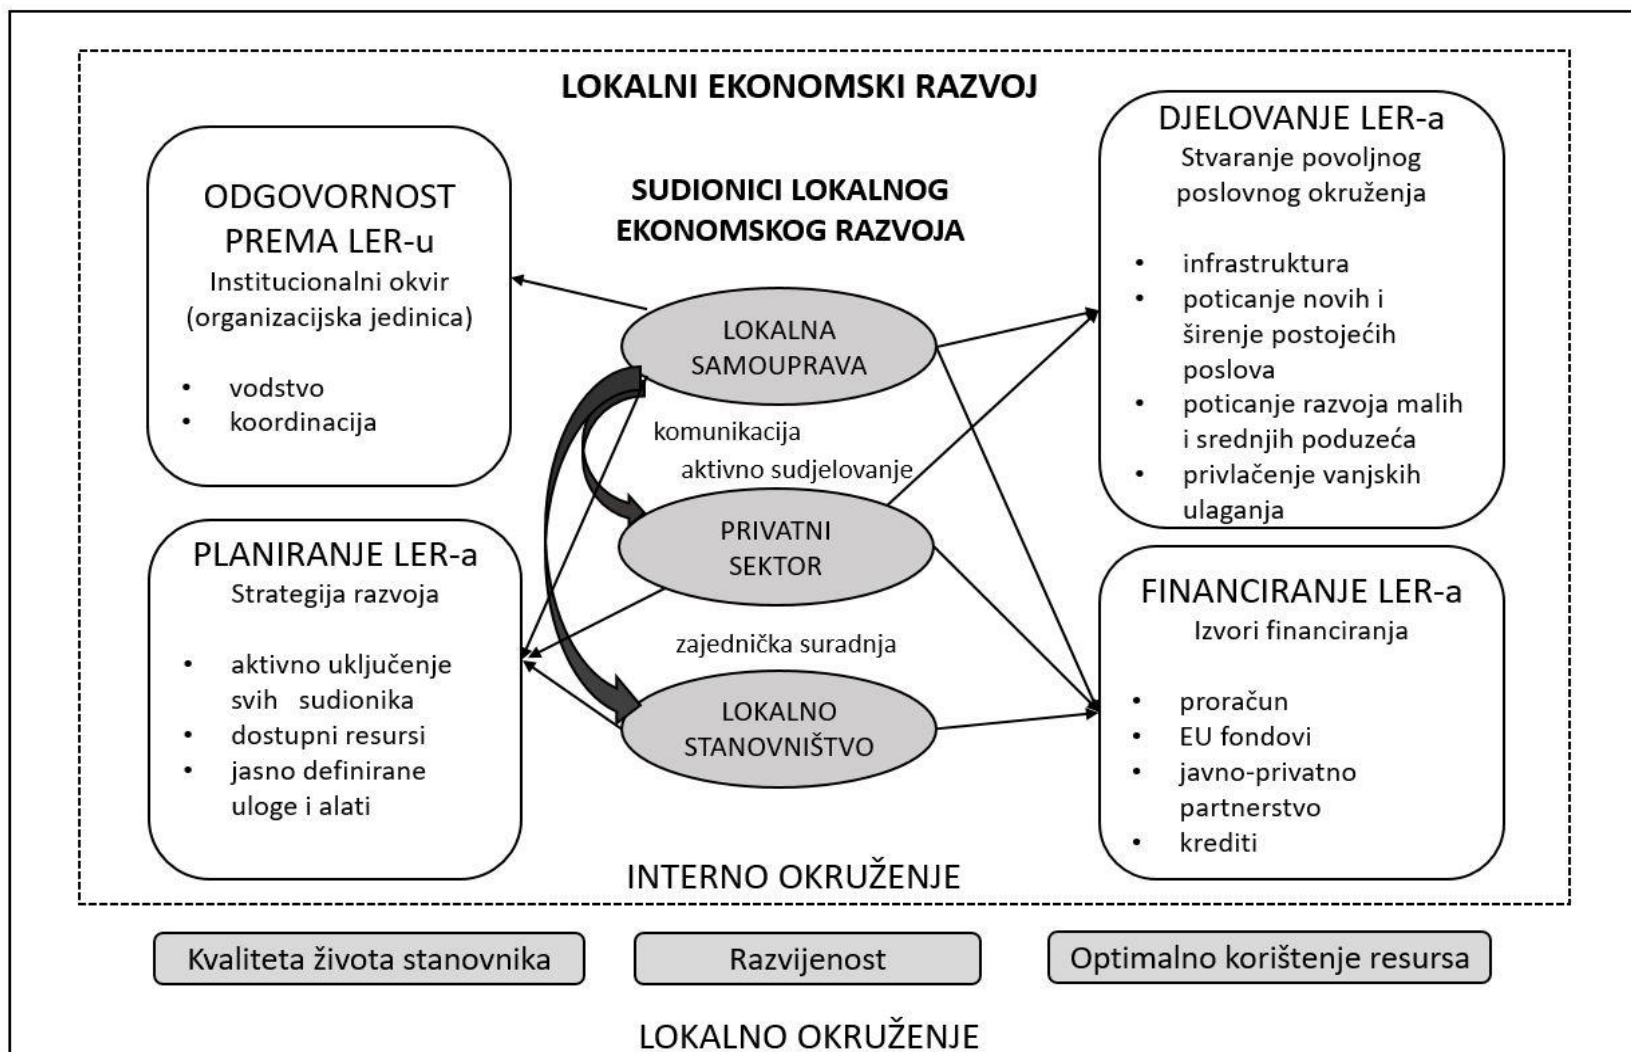 LOKALNI EKONOMSKI RAZVOJ
SUDIONICI LOKALNOG
EKONOMSKOG RAZVOJA
ODGOVORNOST
PREMA LER-u
Institucionalni okvir
(organizacijska jedinica)
• vodstvo
• koordinacija
PLANIRANJE LER-a
Strategija razvoja
• aktivno uključenje
svih sudionika
• dostupni resursi
• jasno definirane
uloge i alati
LOKALNA
SAMOUPRAVA
komunikacija
aktivno sudjelovanje
PRIVATNI
SEKTOR
zajednička suradnja
LOKALNO
STANOVNIŠTVO
DJELOVANJE LER-a
Stvaranje povoljnog
poslovnog okruženja
• infrastruktura
• poticanje novih i
širenje postojećih
poslova
• poticanje razvoja malih
i srednjih poduzeća
• privlačenje vanjskih
ulaganja
FINANCIRANJE LER-a
Izvori financiranja
• proračun
• EU fondovi
• javno-privatno
partnerstvo
• krediti
INTERNO OKRUŽENJE
Kvaliteta života stanovnika
Razvijenost
Optimalno korištenje resursa
LOKALNO OKRUŽENJE